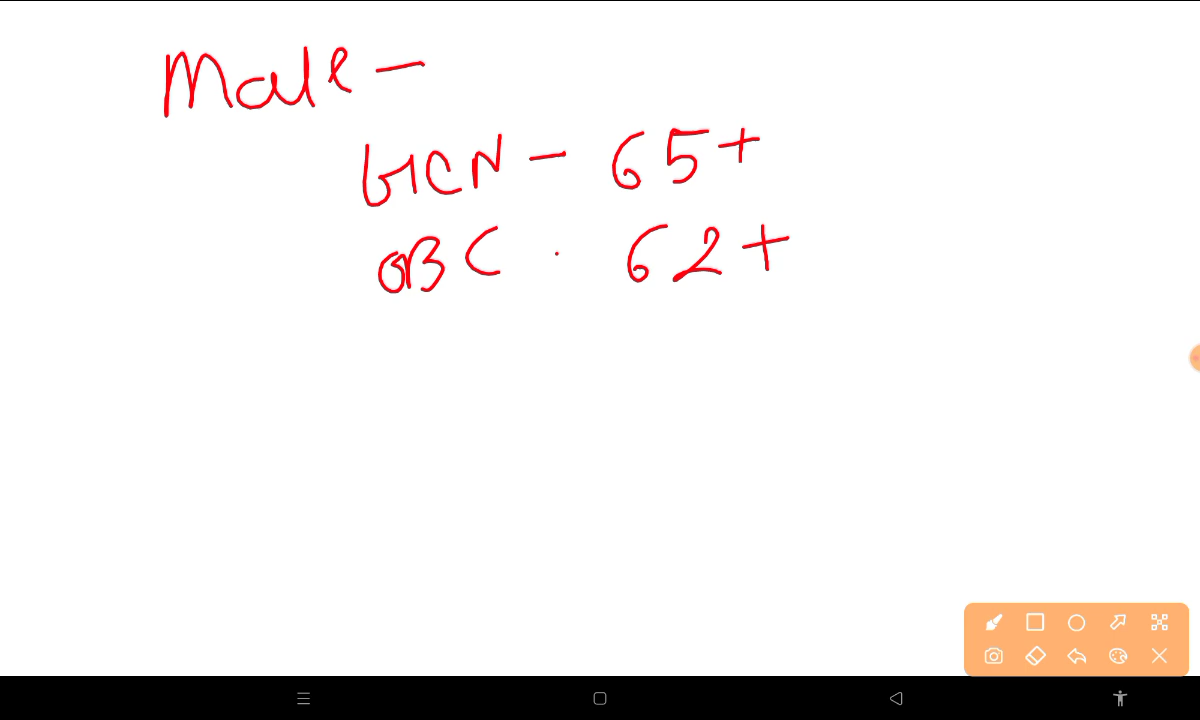 Male -
GEN - 65+
OBC . 62+